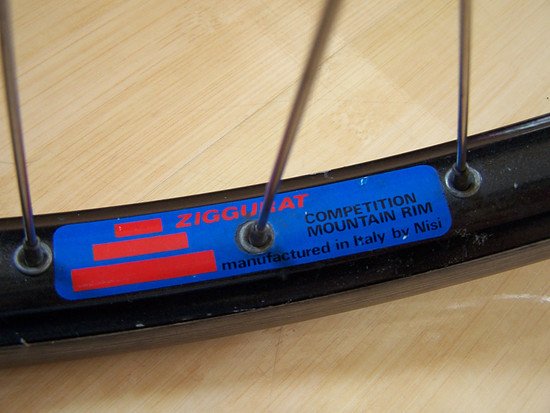 ZIGGURAT
COMPETITION
MOUNTAIN RIM
manufactured in Italy by Nisi